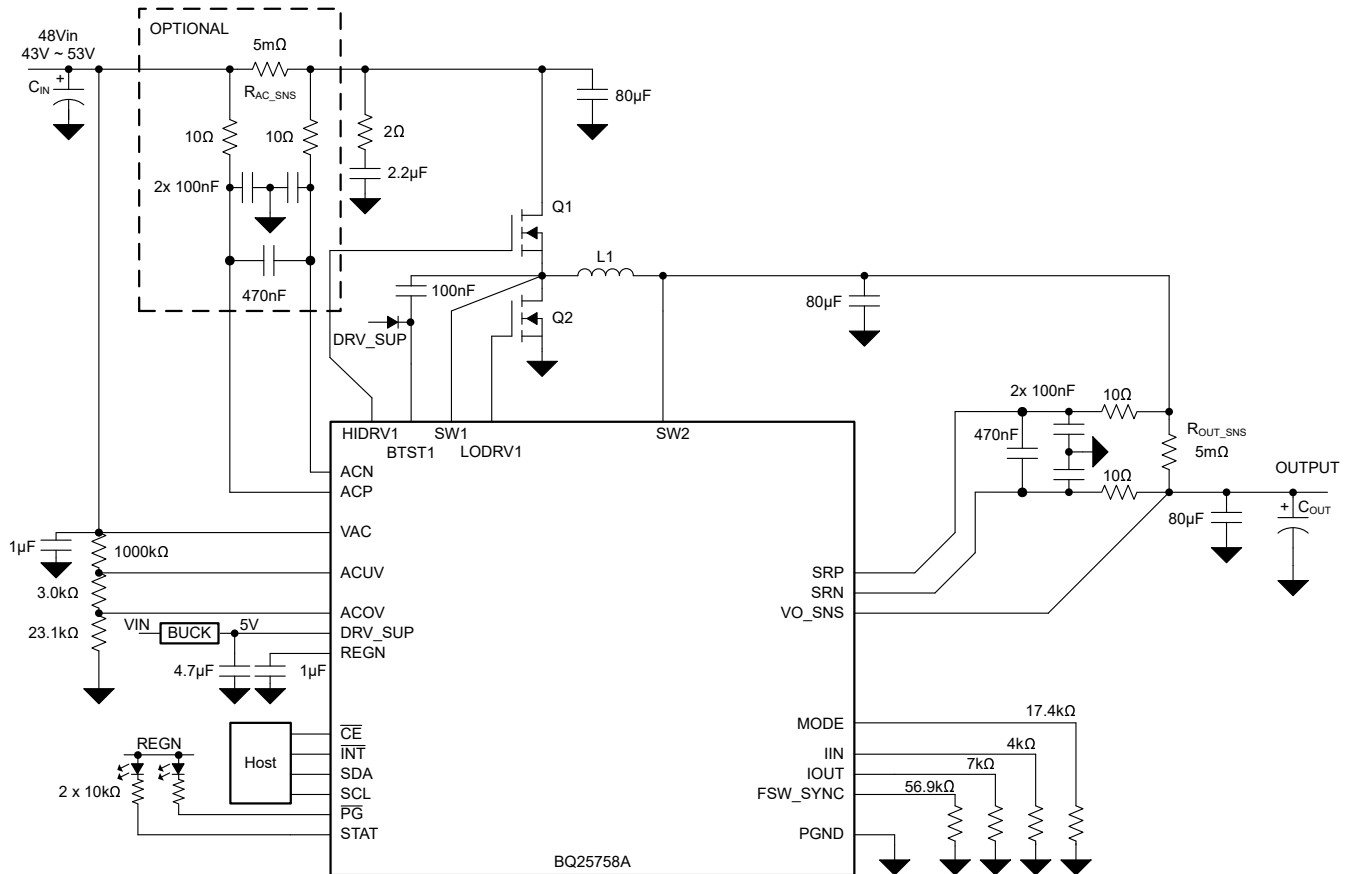 48Vin
43V ~ 53V
OPTIONAL
5mΩ
R_AC_SNS
+
C_IN
80µF
10Ω
10Ω
2Ω
2.2µF
2x 100nF
Q1
470nF
L1
100nF
80µF
Q2
DRV_SUP
2x 100nF
10Ω
470nF
R_OUT_SNS
5mΩ
10Ω
OUTPUT
80µF
+
C_OUT
HIDRV1
BTST1
SW1
LODRV1
SW2
ACN
ACP
VAC
1µF
1000kΩ
ACUV
3.0kΩ
ACOV
23.1kΩ
VIN
BUCK
5V
DRV_SUP
REGN
4.7µF
1µF
SRP
SRN
VO_SNS
REGN
2 x 10kΩ
Host
CE
INT
SDA
SCL
PG
STAT
MODE
17.4kΩ
IIN
4kΩ
IOUT
7kΩ
FSW_SYNC
56.9kΩ
PGND
BQ25758A